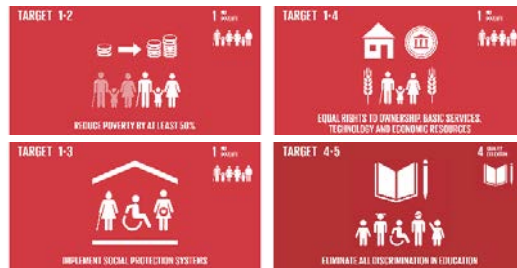 TARGET 1·2
1 NO POVERTY
REDUCE POVERTY BY AT LEAST 50%
TARGET 1·4
1 NO POVERTY
EQUAL RIGHTS TO OWNERSHIP, BASIC SERVICES,
TECHNOLOGY AND ECONOMIC RESOURCES
TARGET 1·3
1 NO POVERTY
IMPLEMENT SOCIAL PROTECTION SYSTEMS
TARGET 4·5
4 QUALITY EDUCATION
ELIMINATE ALL DISCRIMINATION IN EDUCATION